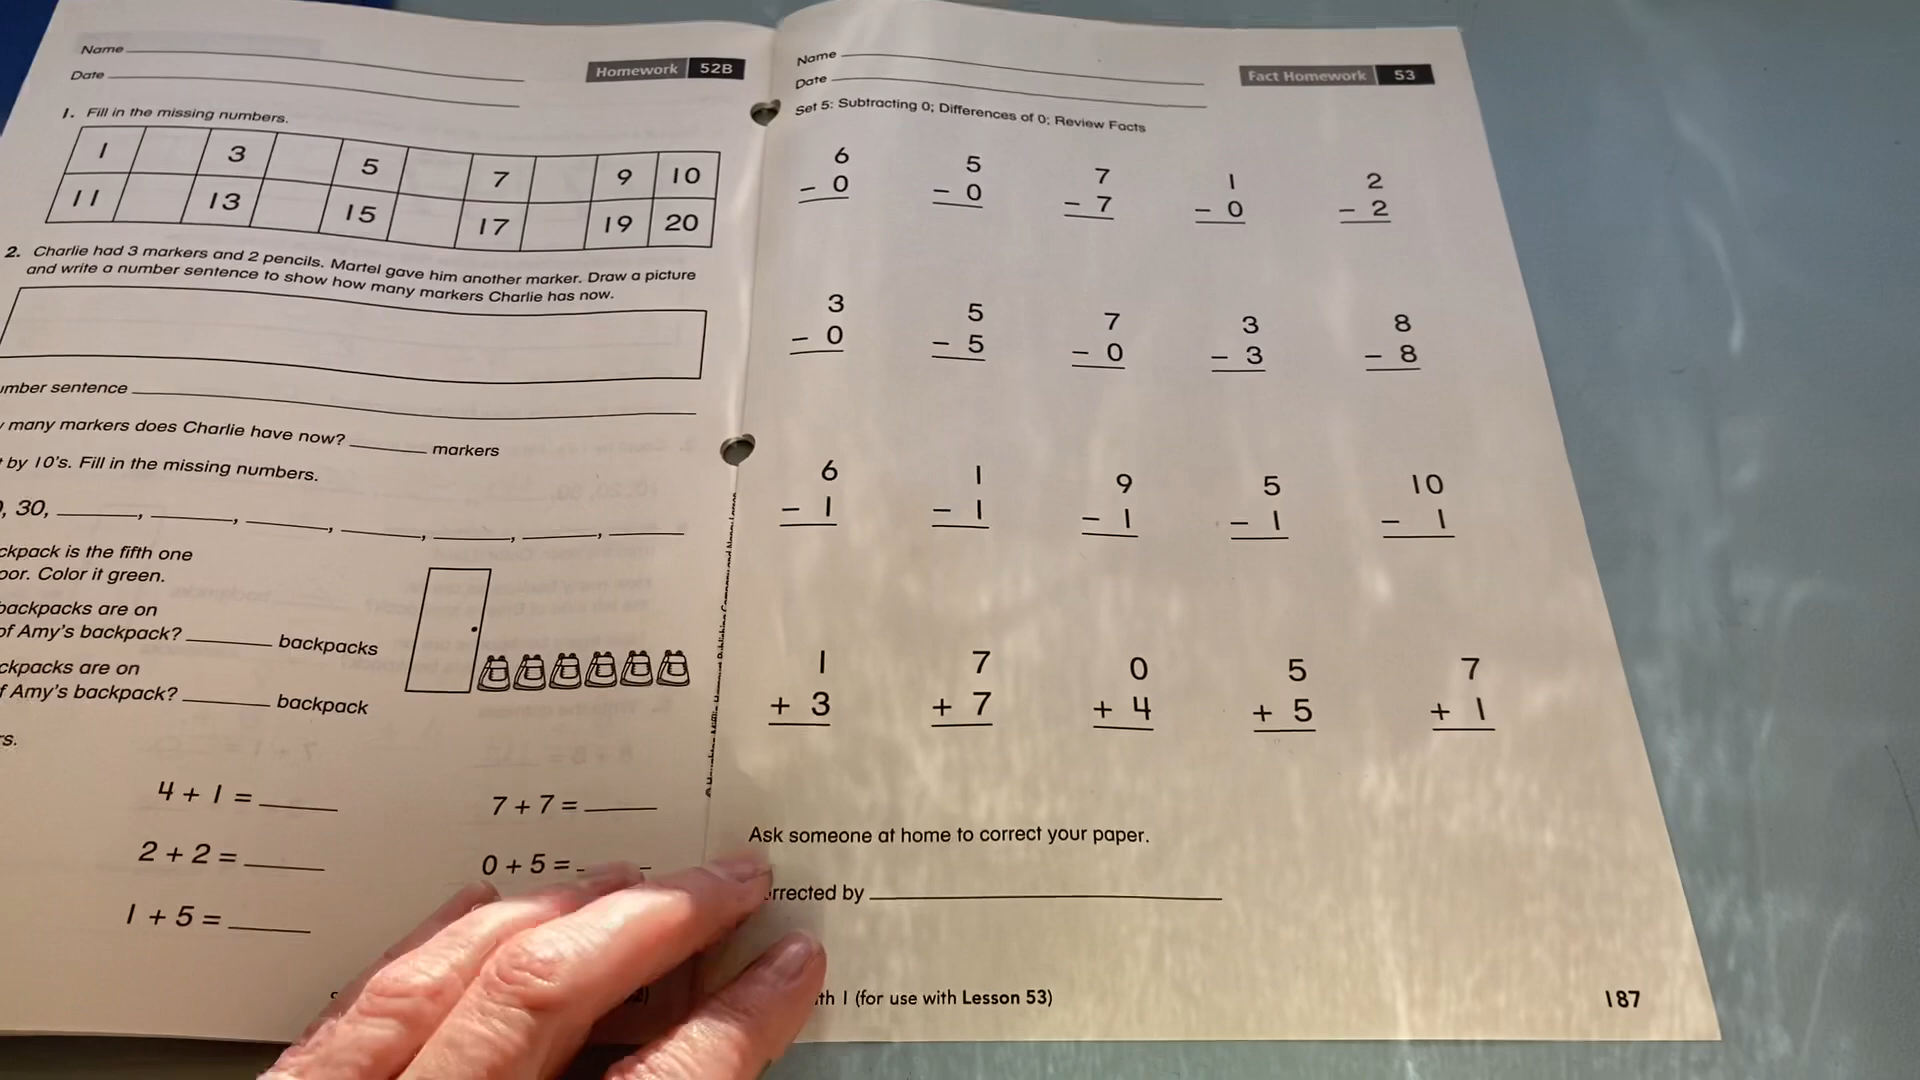 Name
Date
Homework 52B
1. Fill in the missing numbers.
1 3 5 7 9 10
11 13 15 17 19 20
2. Charlie had 3 markers and 2 pencils. Martel gave him another marker. Draw a picture
and write a number sentence to show how many markers Charlie has now.
sentence
many markers does Charlie have now? markers
by 10's. Fill in the missing numbers.
, 30, , , , , , ,
is the fifth one
Color it green.
backpacks are on
of Amy's backpack? backpacks
are on
Amy's backpack? backpack
4 + 1 =
7 + 7 =
2 + 2 =
0 + 5 =
1 + 5 =
Name
Date
Fact Homework 53
Set 5: Subtracting 0; Differences of 0; Review Facts
6 5 7 1 2
- 0 - 0 - 7 - 0 - 2
3 5 7 3 8
- 0 - 5 - 0 - 3 - 8
6 1 9 5 10
- 1 - 1 - 1 - 1 - 1
1 7 0 5 7
+ 3 + 7 + 4 + 5 + 1
Ask someone at home to correct your paper.
by
1 (for use with Lesson 53)
187